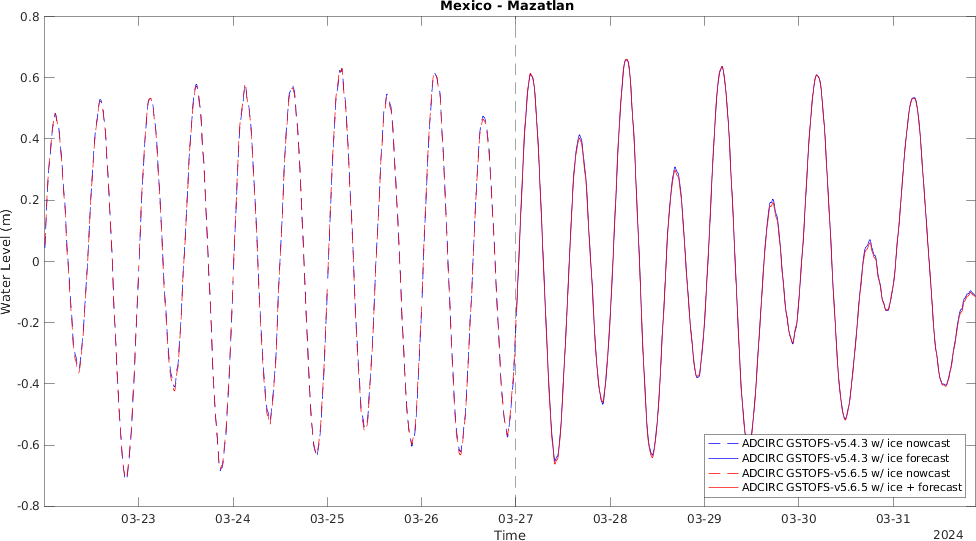 Mexico - Mazatlan
0.8
0.6
0.4
0.2
0
-0.2
-0.4
-0.6
-0.8
Water Level (m)
03-23
03-24
03-25
03-26
03-27
03-28
03-29
03-30
03-31
Time
2024
ADCIRC GSTOFS-v5.4.3 w/ ice nowcast
ADCIRC GSTOFS-v5.4.3 w/ ice forecast
ADCIRC GSTOFS-v5.6.5 w/ ice nowcast
ADCIRC GSTOFS-v5.6.5 w/ ice + forecast